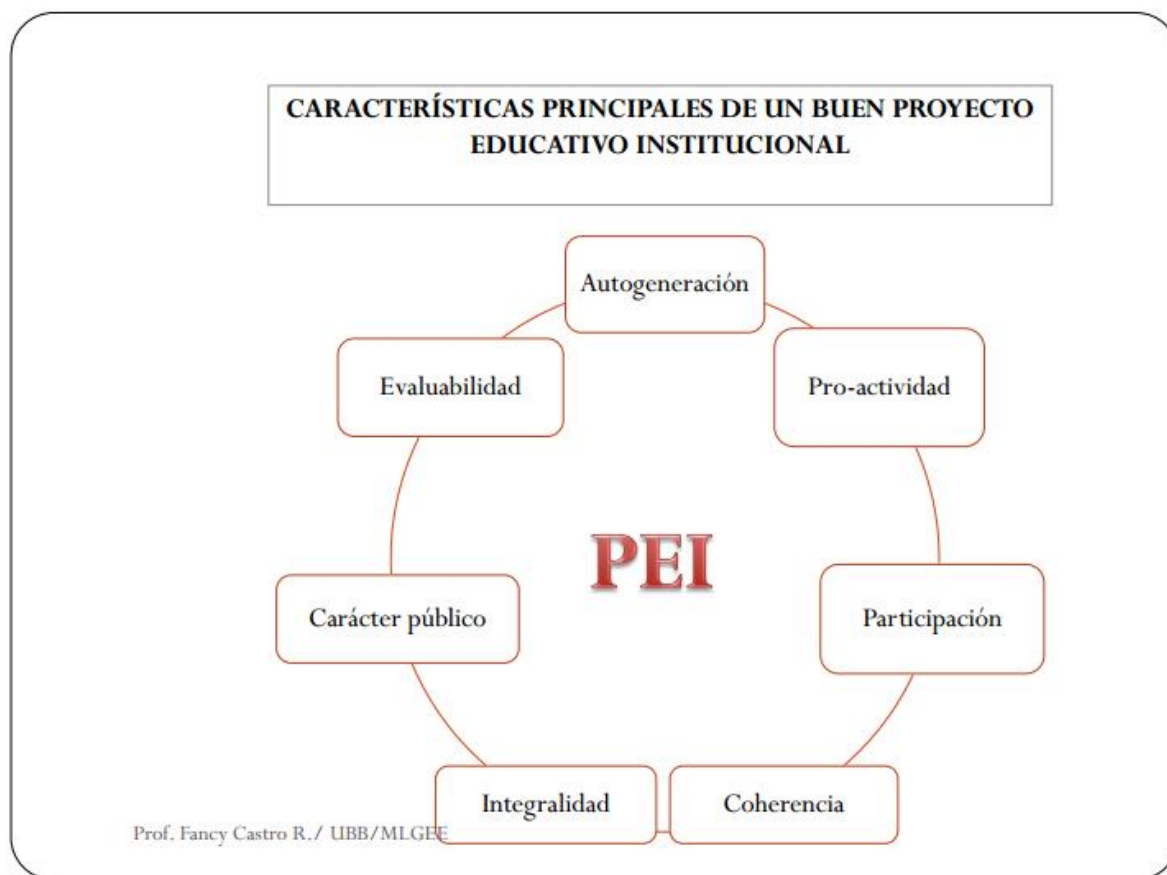 CARACTERÍSTICAS PRINCIPALES DE UN BUEN PROYECTO
EDUCATIVO INSTITUCIONAL
Autogeneración
Pro-actividad
Participación
Coherencia
Integralidad
Carácter público
Evaluabilidad
PEI
Prof. Fancy Castro R./ UBB/MLGEE